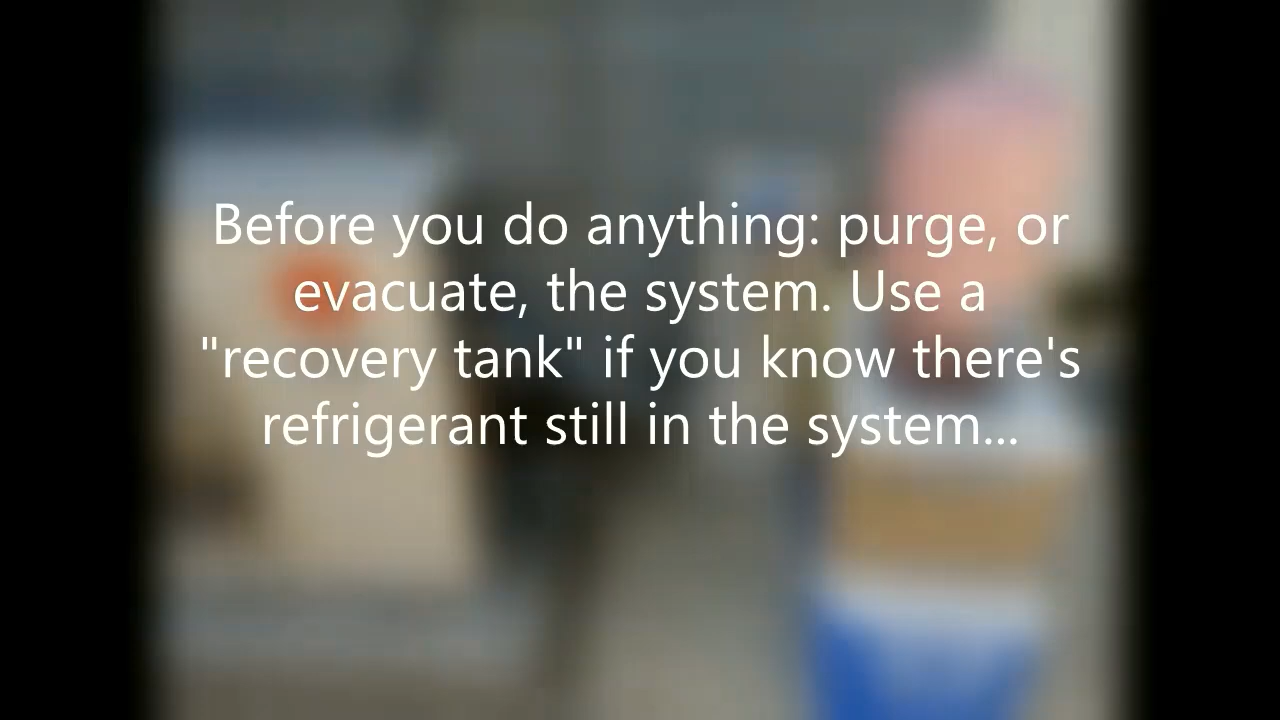 Before you do anything: purge, or
evacuate, the system. Use a
"recovery tank" if you know there's
refrigerant still in the system...